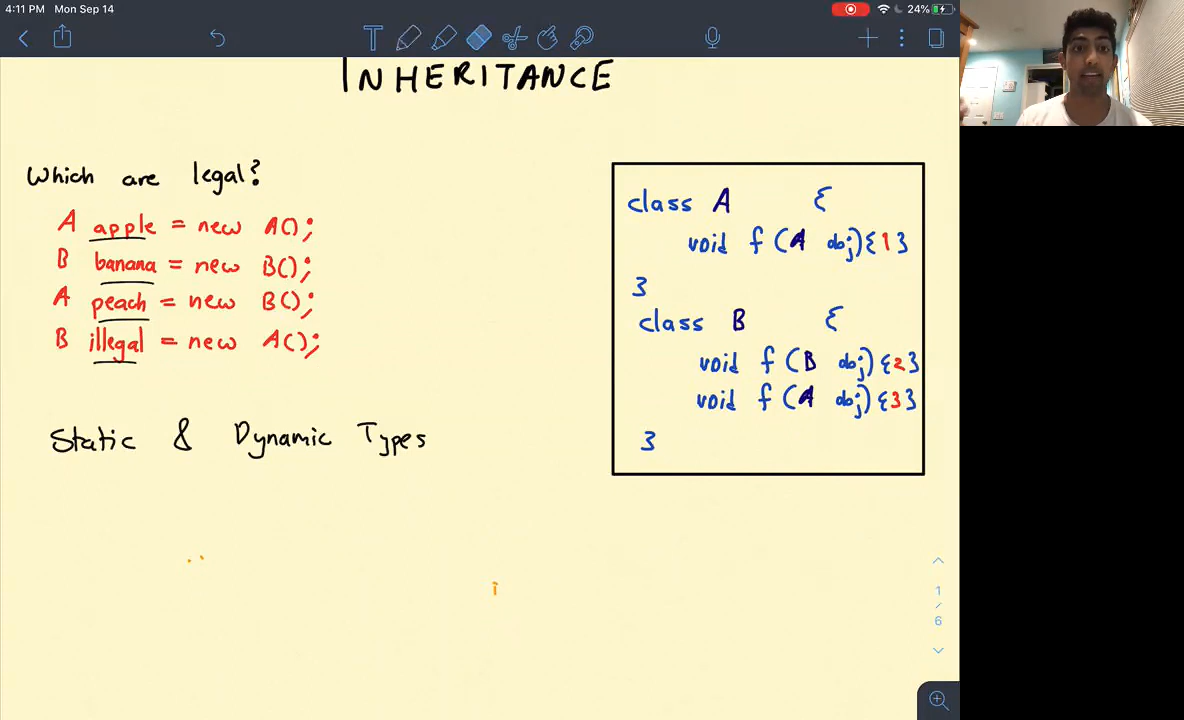 4:11 PM Mon Sep 14
24%
INHERITANCE
Which are legal?
A apple = new A();
B banana = new B();
A peach = new B();
B illegal = new A();
Static & Dynamic Types
class A {
void f (A obj){1}
}
class B {
void f (B obj){2}
void f (A obj){3}
}
1
/
6